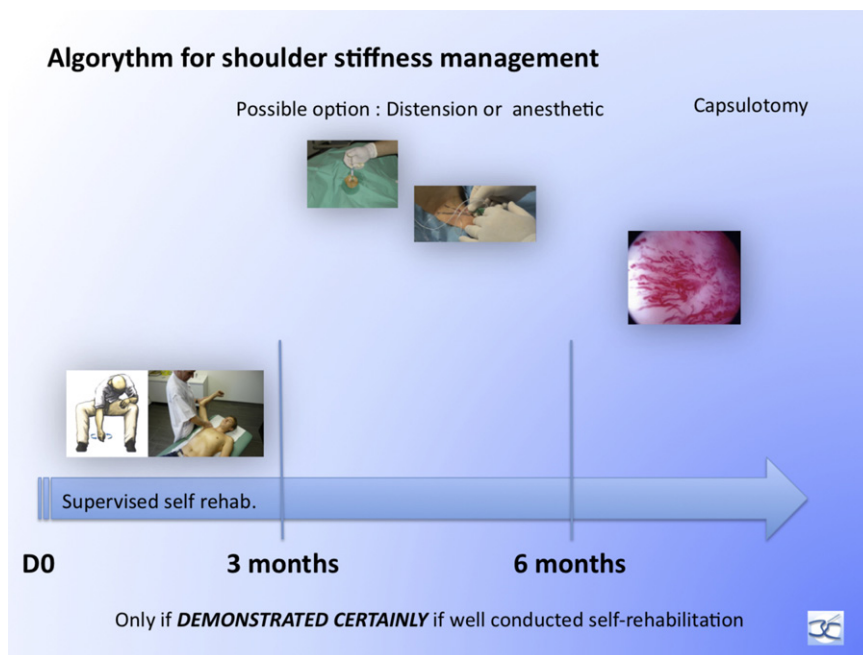 Algorythm for shoulder stiffness management
Possible option : Distension or anesthetic
Capsulotomy
Supervised self rehab.
D0
3 months
6 months
Only if DEMONSTRATED CERTAINLY if well conducted self-rehabilitation